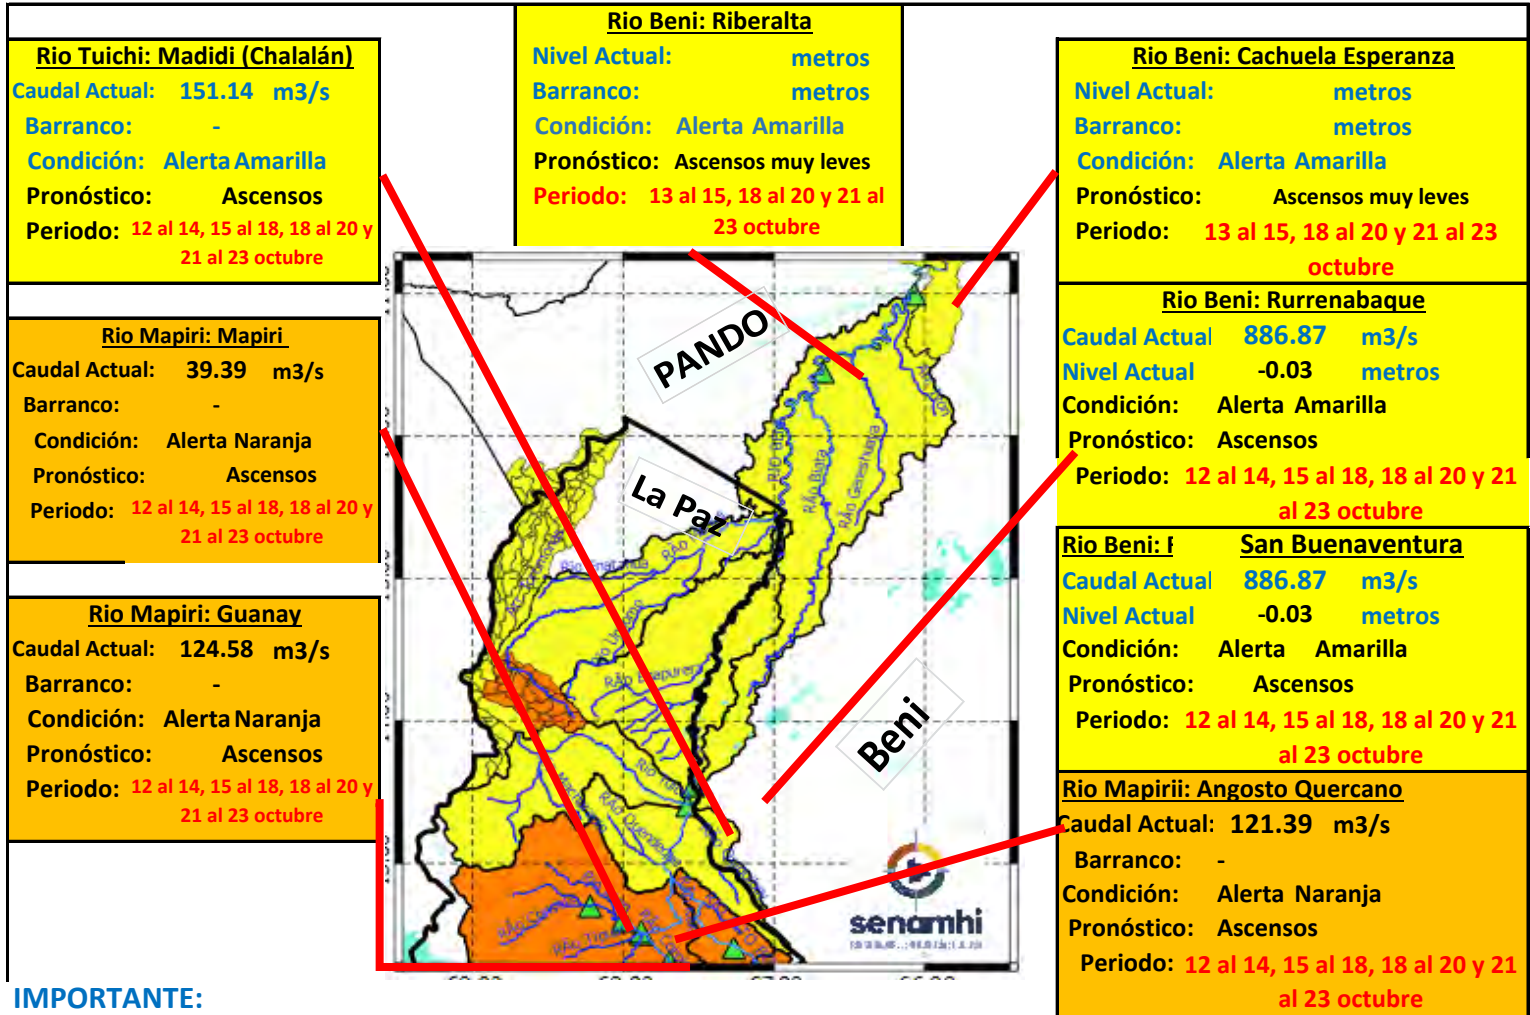 Rio Tuichi: Madidi (Chalalán)
Caudal Actual: 151.14 m3/s
Barranco: -
Condición: Alerta Amarilla
Pronóstico: Ascensos
Periodo: 12 al 14, 15 al 18, 18 al 20 y
21 al 23 octubre
Rio Mapiri: Mapiri
Caudal Actual: 39.39 m3/s
Barranco: -
Condición: Alerta Naranja
Pronóstico: Ascensos
Periodo: 12 al 14, 15 al 18, 18 al 20 y
21 al 23 octubre
Rio Mapiri: Guanay
Caudal Actual: 124.58 m3/s
Barranco: -
Condición: Alerta Naranja
Pronóstico: Ascensos
Periodo: 12 al 14, 15 al 18, 18 al 20 y
21 al 23 octubre
Rio Beni: Riberalta
Nivel Actual: metros
Barranco: metros
Condición: Alerta Amarilla
Pronóstico: Ascensos muy leves
Periodo: 13 al 15, 18 al 20 y 21 al
23 octubre
PANDO
La Paz
Beni
senamhi
Rio Beni: Cachuela Esperanza
Nivel Actual: metros
Barranco: metros
Condición: Alerta Amarilla
Pronóstico: Ascensos muy leves
Periodo: 13 al 15, 18 al 20 y 21 al 23
octubre
Rio Beni: Rurrenabaque
Caudal Actual 886.87 m3/s
Nivel Actual -0.03 metros
Condición: Alerta Amarilla
Pronóstico: Ascensos
Periodo: 12 al 14, 15 al 18, 18 al 20 y 21
al 23 octubre
Rio Beni: San Buenaventura
Caudal Actual 886.87 m3/s
Nivel Actual -0.03 metros
Condición: Alerta Amarilla
Pronóstico: Ascensos
Periodo: 12 al 14, 15 al 18, 18 al 20 y 21
al 23 octubre
Rio Mapirii: Angosto Quercano
Caudal Actual: 121.39 m3/s
Barranco: -
Condición: Alerta Naranja
Pronóstico: Ascensos
Periodo: 12 al 14, 15 al 18, 18 al 20 y 21
al 23 octubre
IMPORTANTE: